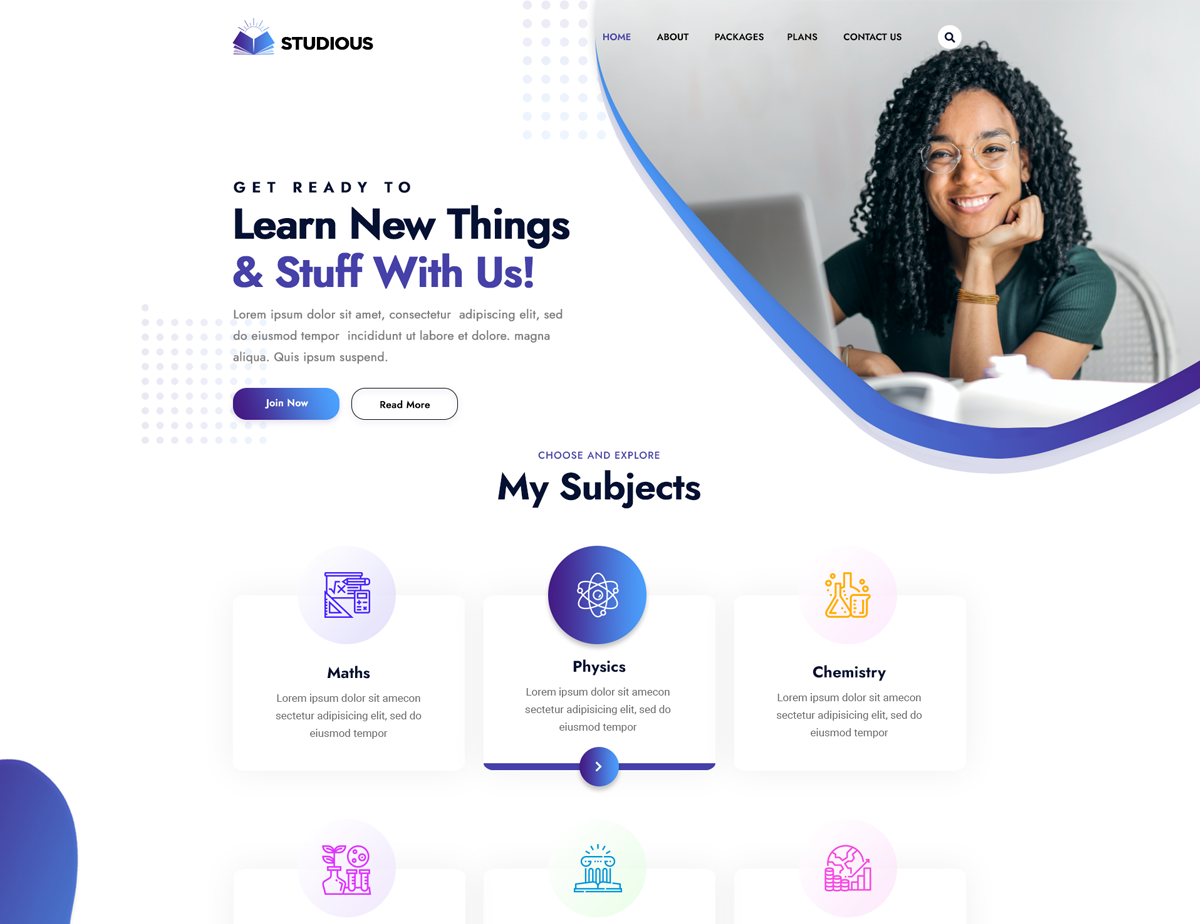 STUDIOUS
HOME ABOUT PACKAGES PLANS CONTACT US
GET READY TO
Learn New Things
& Stuff With Us!
Lorem ipsum dolor sit amet, consectetur adipiscing elit, sed
do eiusmod tempor incididunt ut labore et dolore. magna
aliqua. Quis ipsum suspend.
Join Now Read More
CHOOSE AND EXPLORE
My Subjects
Maths
Lorem ipsum dolor sit amecon
sectetur adipisicing elit, sed do
eiusmod tempor
Physics
Lorem ipsum dolor sit amecon
sectetur adipisicing elit, sed do
eiusmod tempor
Chemistry
Lorem ipsum dolor sit amecon
sectetur adipisicing elit, sed do
eiusmod tempor